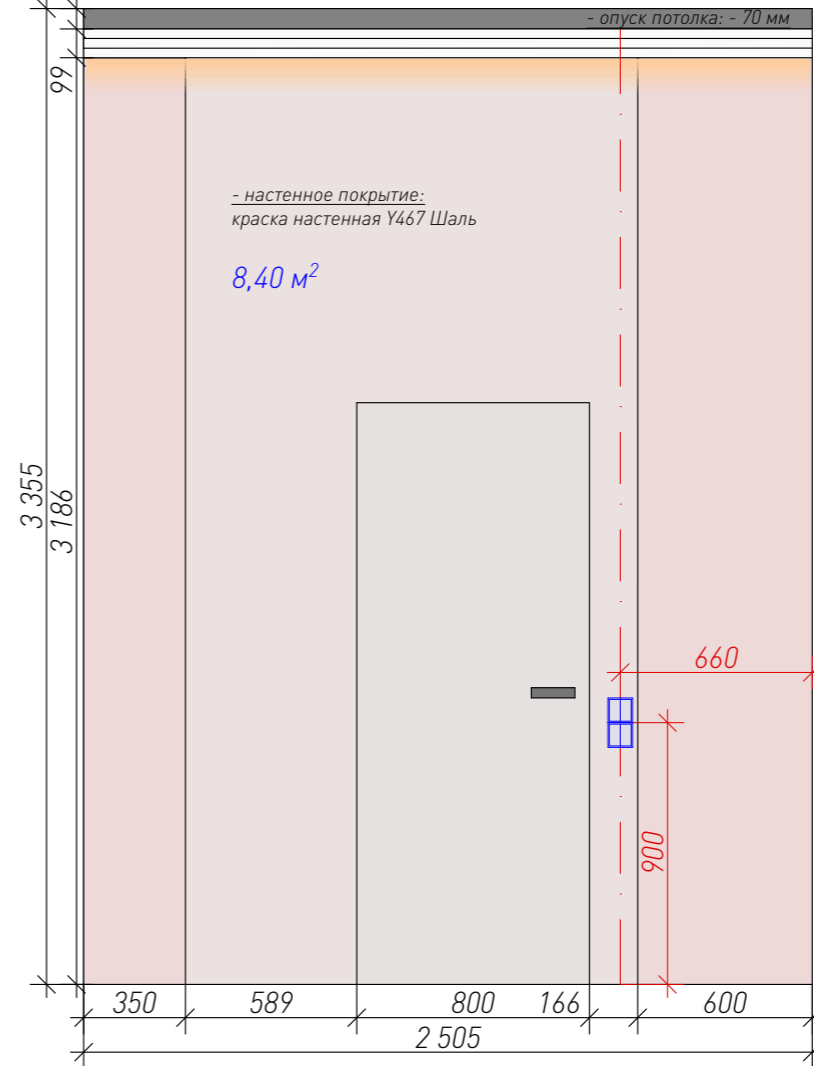 - опуск потолка: - 70 мм
99
- настенное покрытие:
краска настенная Y467 Шаль
8,40 м²
3 355
3 186
660
900
350 589 800 166 600
2 505